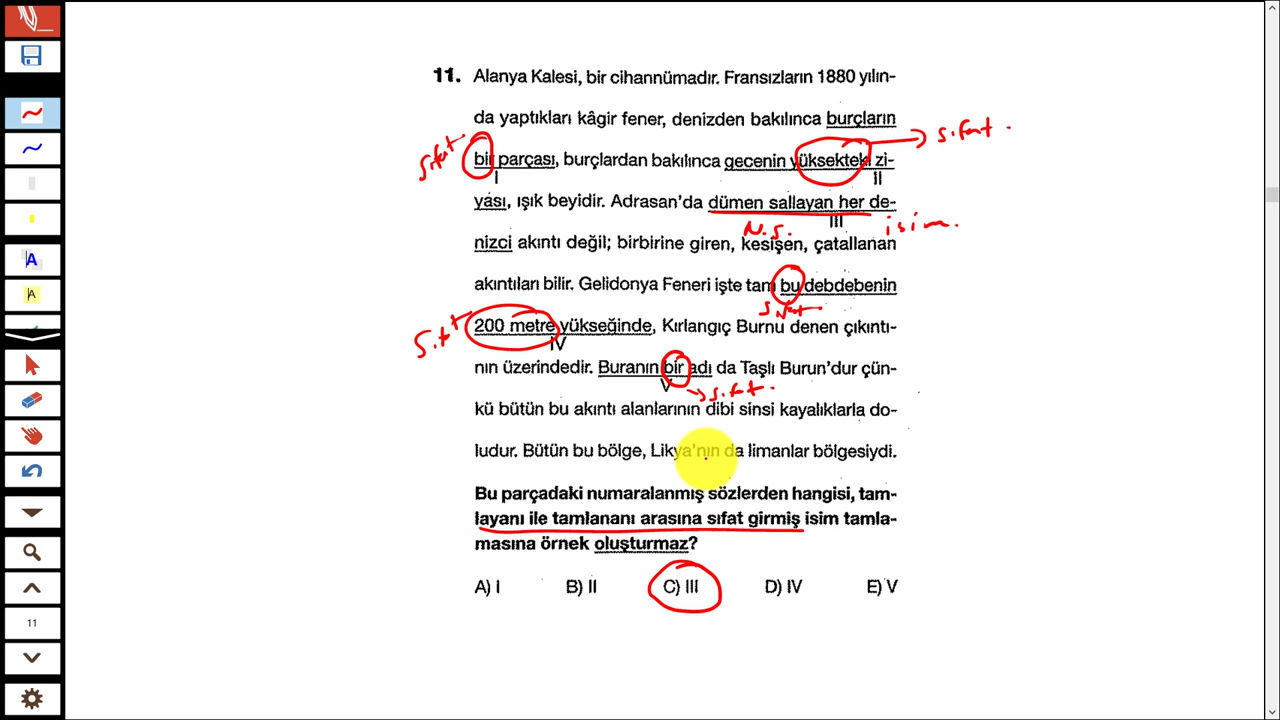 11. Alanya Kalesi, bir cihannümadır. Fransızların 1880 yılın-
da yaptıkları kâgir fener, denizden bakılınca burçların
sıfat
sıfat.
bir parçası, burçlardan bakılınca gecenin yüksekteki zi-
I
II
yası, ışık beyidir. Adrasan'da dümen sallayan her de-
III
N.S.
isim.
nizci akıntı değil; birbirine giren, kesişen, çatallanan
akıntıları bilir. Gelidonya Feneri işte tam bu debdebenin
sıfat
sıfat
200 metre yükseğinde, Kırlangıç Burnu denen çıkıntı-
IV
nın üzerindedir. Buranın bir adı da Taşlı Burun'dur çün-
V
sıfat.
kü bütün bu akıntı alanlarının dibi sinsi kayalıklarla do-
ludur. Bütün bu bölge, Likya'nın da limanlar bölgesiydi.
Bu parçadaki numaralanmış sözlerden hangisi, tam-
layanı ile tamlananı arasına sıfat girmiş isim tamla-
masına örnek oluşturmaz?
A) I B) II C) III D) IV E) V
A
A
11